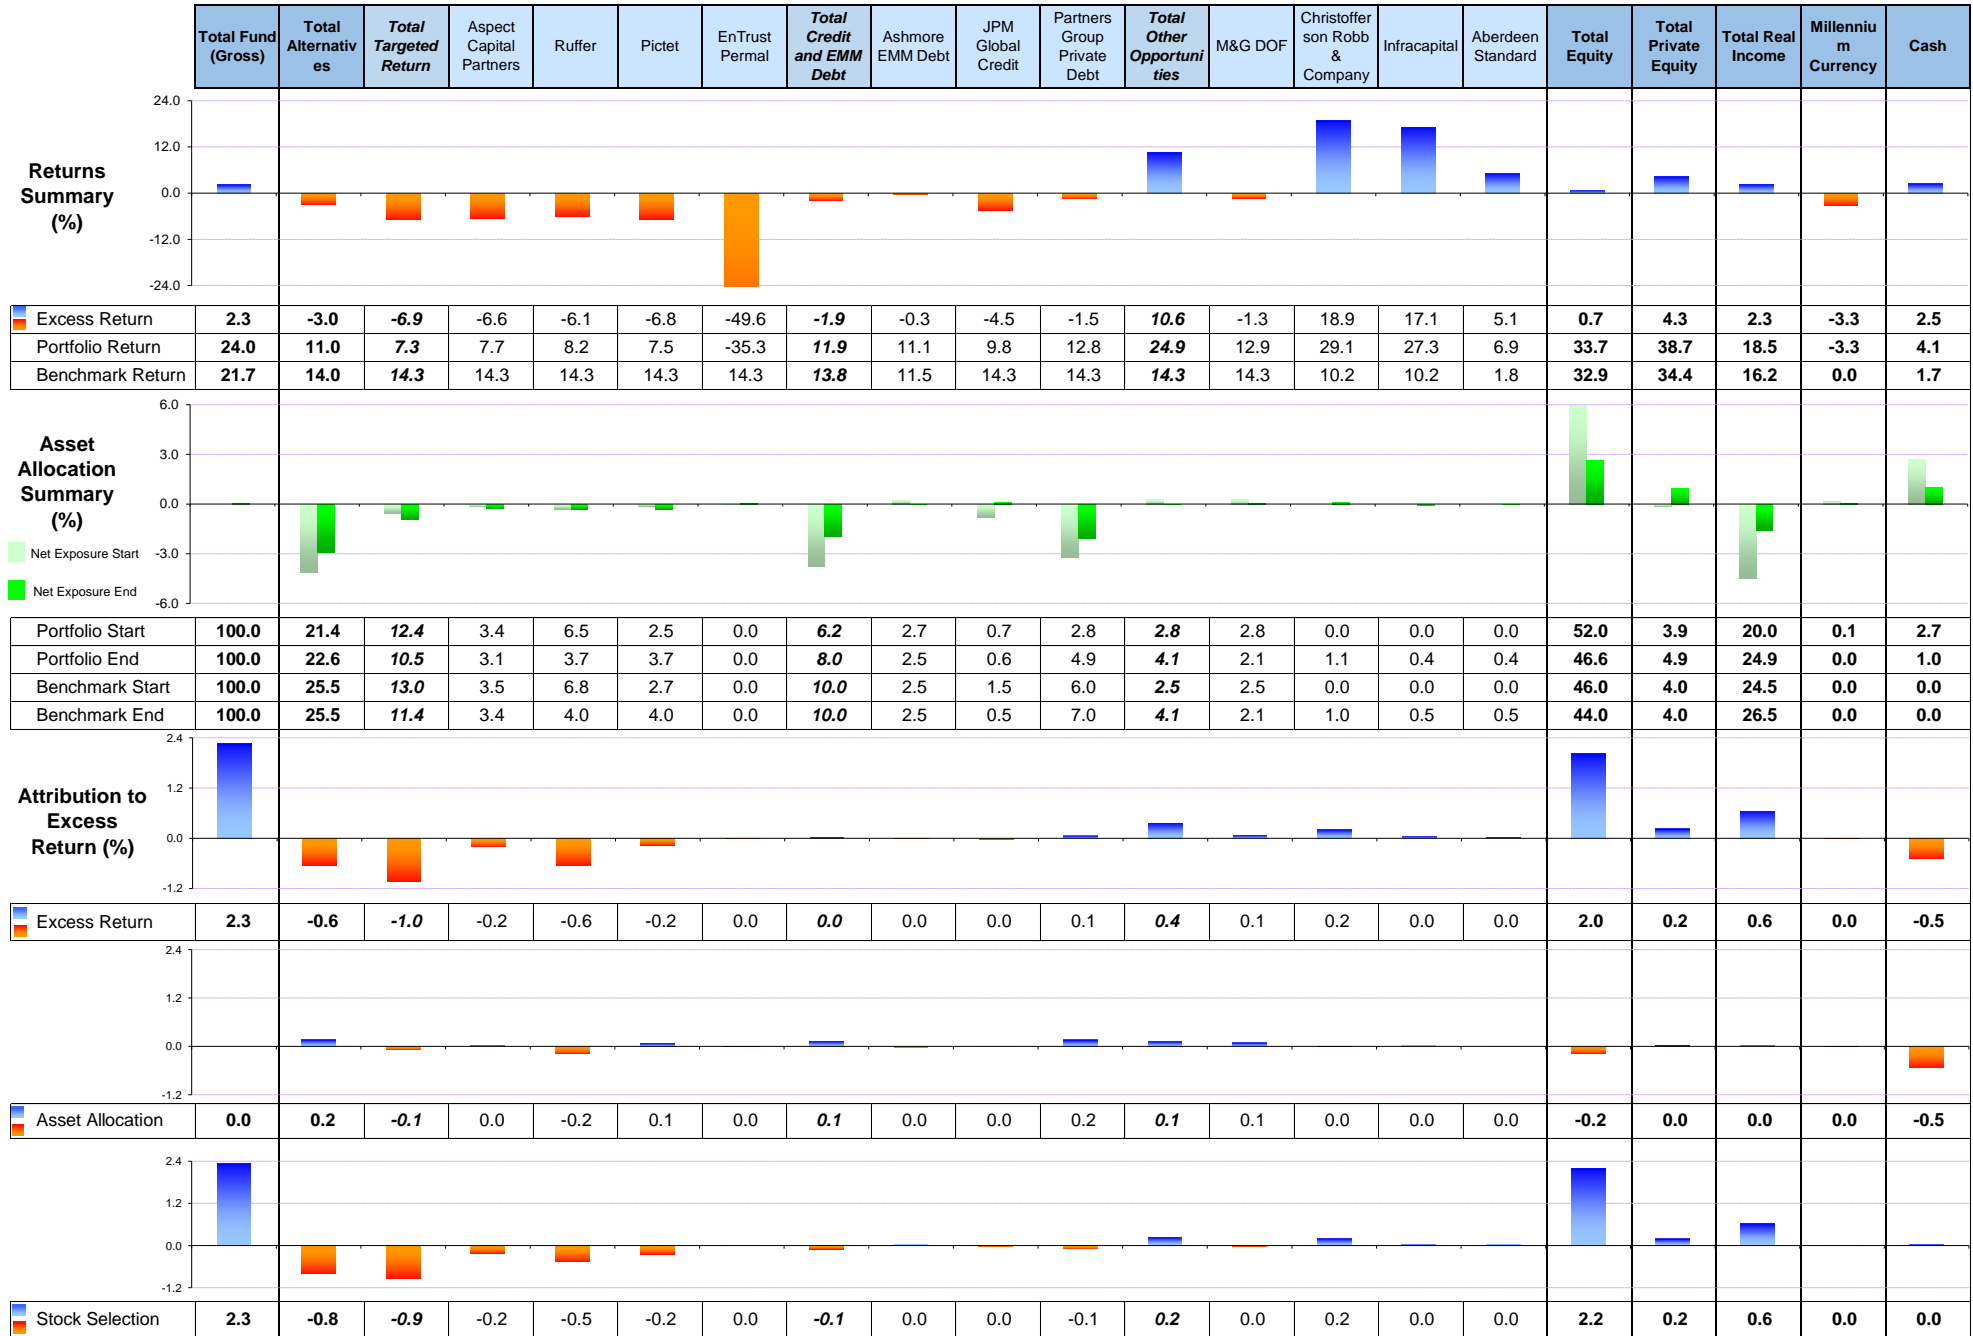 Total Fund (Gross) | Total Alternativ es | Total Targeted Return | Aspect Capital Partners | Ruffer | Pictet | EnTrust Permal | Total Credit and EMM Debt | Ashmore EMM Debt | JPM Global Credit | Partners Group Private Debt | Total Other Opportuni ties | M&G DOF | Christoffer son Robb & Company | Infracapital | Aberdeen Standard | Total Equity | Total Private Equity | Total Real Income | Millenniu m Currency | Cash
Returns
Summary
(%)
24.0
12.0
0.0
-12.0
-24.0
Excess Return 2.3 -3.0 -6.9 -6.6 -6.1 -6.8 -49.6 -1.9 -0.3 -4.5 -1.5 10.6 -1.3 18.9 17.1 5.1 0.7 4.3 2.3 -3.3 2.5
Portfolio Return 24.0 11.0 7.3 7.7 8.2 7.5 -35.3 11.9 11.1 9.8 12.8 24.9 12.9 29.1 27.3 6.9 33.7 38.7 18.5 -3.3 4.1
Benchmark Return 21.7 14.0 14.3 14.3 14.3 14.3 14.3 13.8 11.5 14.3 14.3 14.3 14.3 10.2 10.2 1.8 32.9 34.4 16.2 0.0 1.7
Asset
Allocation
Summary
(%)
Net Exposure Start
Net Exposure End
6.0
3.0
0.0
-3.0
-6.0
Portfolio Start 100.0 21.4 12.4 3.4 6.5 2.5 0.0 6.2 2.7 0.7 2.8 2.8 2.8 0.0 0.0 0.0 52.0 3.9 20.0 0.1 2.7
Portfolio End 100.0 22.6 10.5 3.1 3.7 3.7 0.0 8.0 2.5 0.6 4.9 4.1 2.1 1.1 0.4 0.4 46.6 4.9 24.9 0.0 1.0
Benchmark Start 100.0 25.5 13.0 3.5 6.8 2.7 0.0 10.0 2.5 1.5 6.0 2.5 2.5 0.0 0.0 0.0 46.0 4.0 24.5 0.0 0.0
Benchmark End 100.0 25.5 11.4 3.4 4.0 4.0 0.0 10.0 2.5 0.5 7.0 4.1 2.1 1.0 0.5 0.5 44.0 4.0 26.5 0.0 0.0
Attribution to
Excess
Return (%)
2.4
1.2
0.0
-1.2
Excess Return 2.3 -0.6 -1.0 -0.2 -0.6 -0.2 0.0 0.0 0.0 0.0 0.1 0.4 0.1 0.2 0.0 0.0 2.0 0.2 0.6 0.0 -0.5
2.4
1.2
0.0
-1.2
Asset Allocation 0.0 0.2 -0.1 0.0 -0.2 0.1 0.0 0.1 0.0 0.0 0.2 0.1 0.1 0.0 0.0 0.0 -0.2 0.0 0.0 0.0 -0.5
2.4
1.2
0.0
-1.2
Stock Selection 2.3 -0.8 -0.9 -0.2 -0.5 -0.2 0.0 -0.1 0.0 0.0 -0.1 0.2 0.0 0.2 0.0 0.0 2.2 0.2 0.6 0.0 0.0